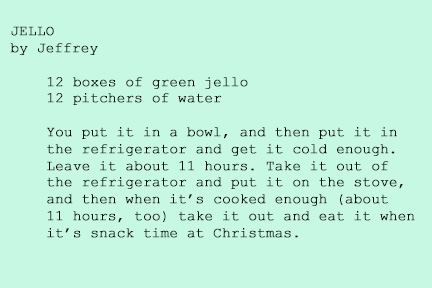 JELLO
by Jeffrey
12 boxes of green jello
12 pitchers of water
You put it in a bowl, and then put it in
the refrigerator and get it cold enough.
Leave it about 11 hours. Take it out of
the refrigerator and put it on the stove,
and then when it’s cooked enough (about
11 hours, too) take it out and eat it when
it’s snack time at Christmas.